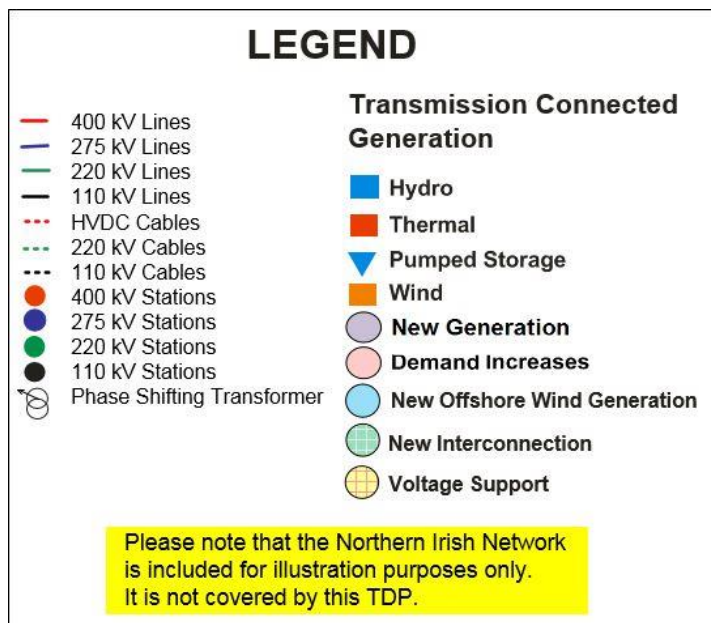 LEGEND
400 kV Lines
275 kV Lines
220 kV Lines
110 kV Lines
HVDC Cables
220 kV Cables
110 kV Cables
400 kV Stations
275 kV Stations
220 kV Stations
110 kV Stations
Phase Shifting Transformer
Transmission Connected
Generation
Hydro
Thermal
Pumped Storage
Wind
New Generation
Demand Increases
New Offshore Wind Generation
New Interconnection
Voltage Support
Please note that the Northern Irish Network
is included for illustration purposes only.
It is not covered by this TDP.